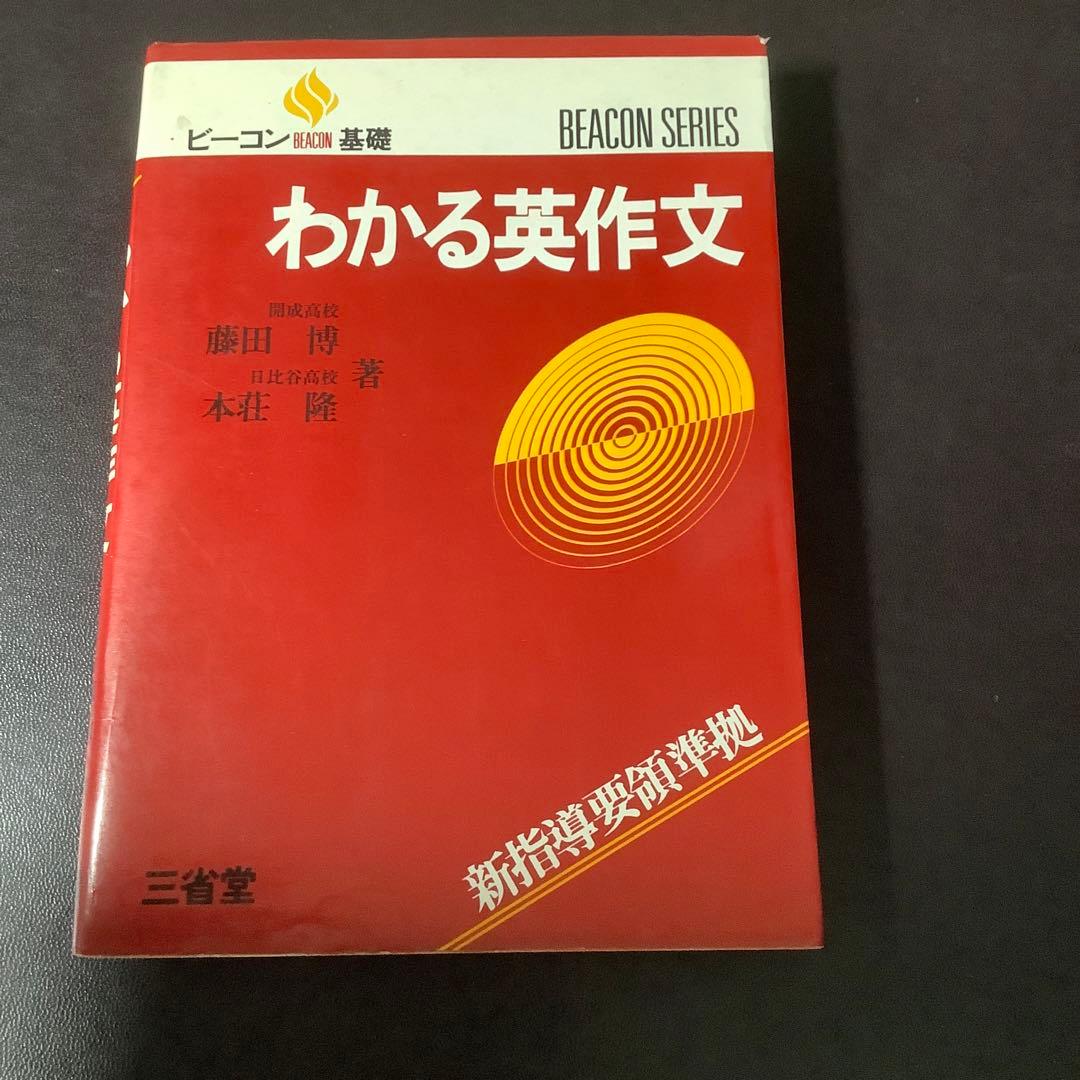 ビーコン BEACON 基礎
BEACON SERIES
わかる英作文
開成高校
藤田 博
日比谷高校
本荘 隆
著
新指導要領準拠
三省堂